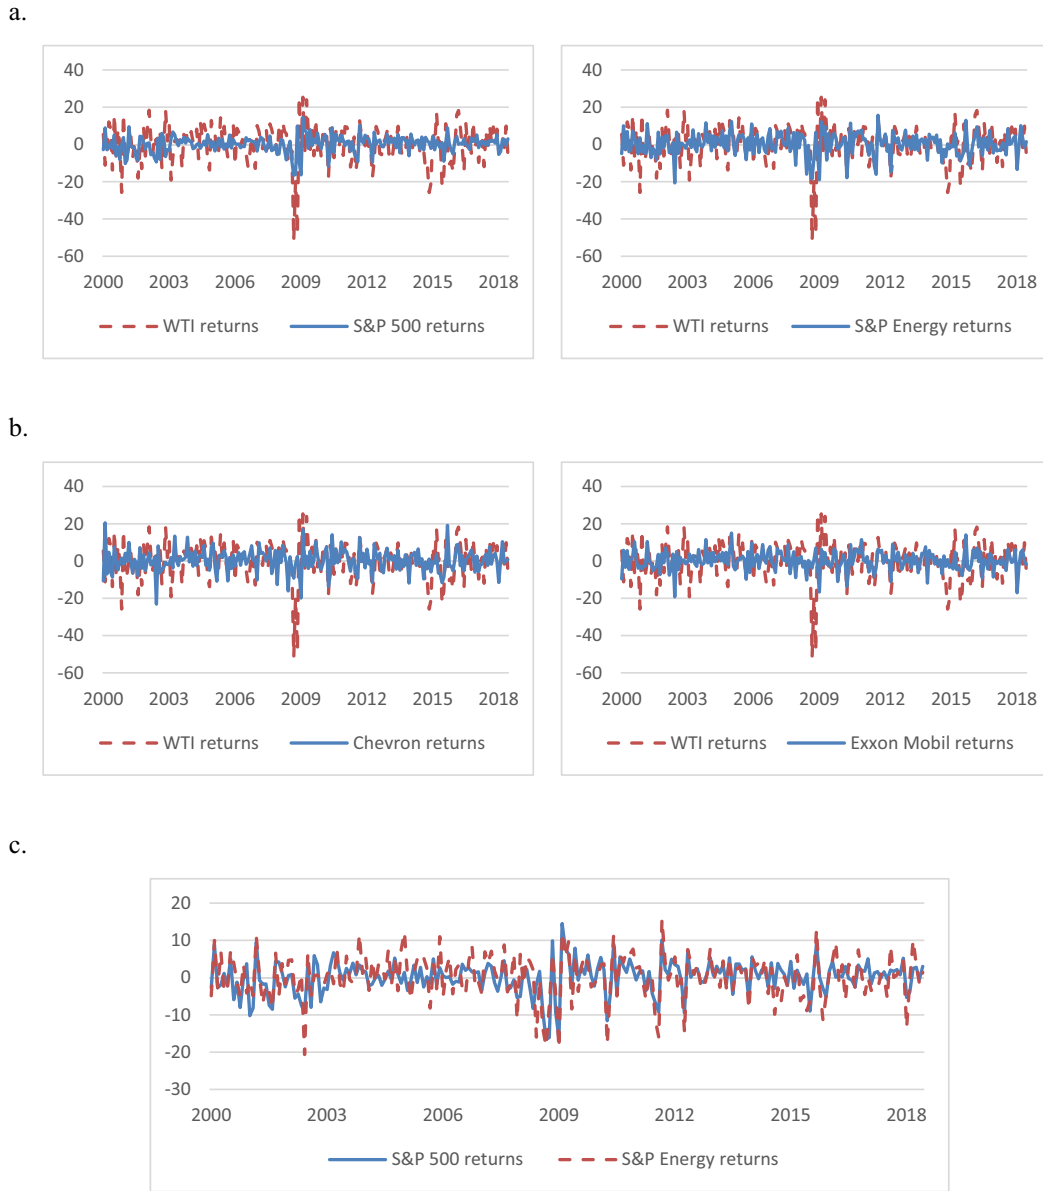 a.
40 40
20 20
0 0
-20 -20
-40 -40
-60 -60
2000 2003 2006 2009 2012 2015 2018 2000 2003 2006 2009 2012 2015 2018
WTI returns S&P 500 returns WTI returns S&P Energy returns
b.
40 40
20 20
0 0
-20 -20
-40 -40
-60 -60
2000 2003 2006 2009 2012 2015 2018 2000 2003 2006 2009 2012 2015 2018
WTI returns Chevron returns WTI returns Exxon Mobil returns
c.
20
10
0
-10
-20
-30
2000 2003 2006 2009 2012 2015 2018
S&P 500 returns S&P Energy returns